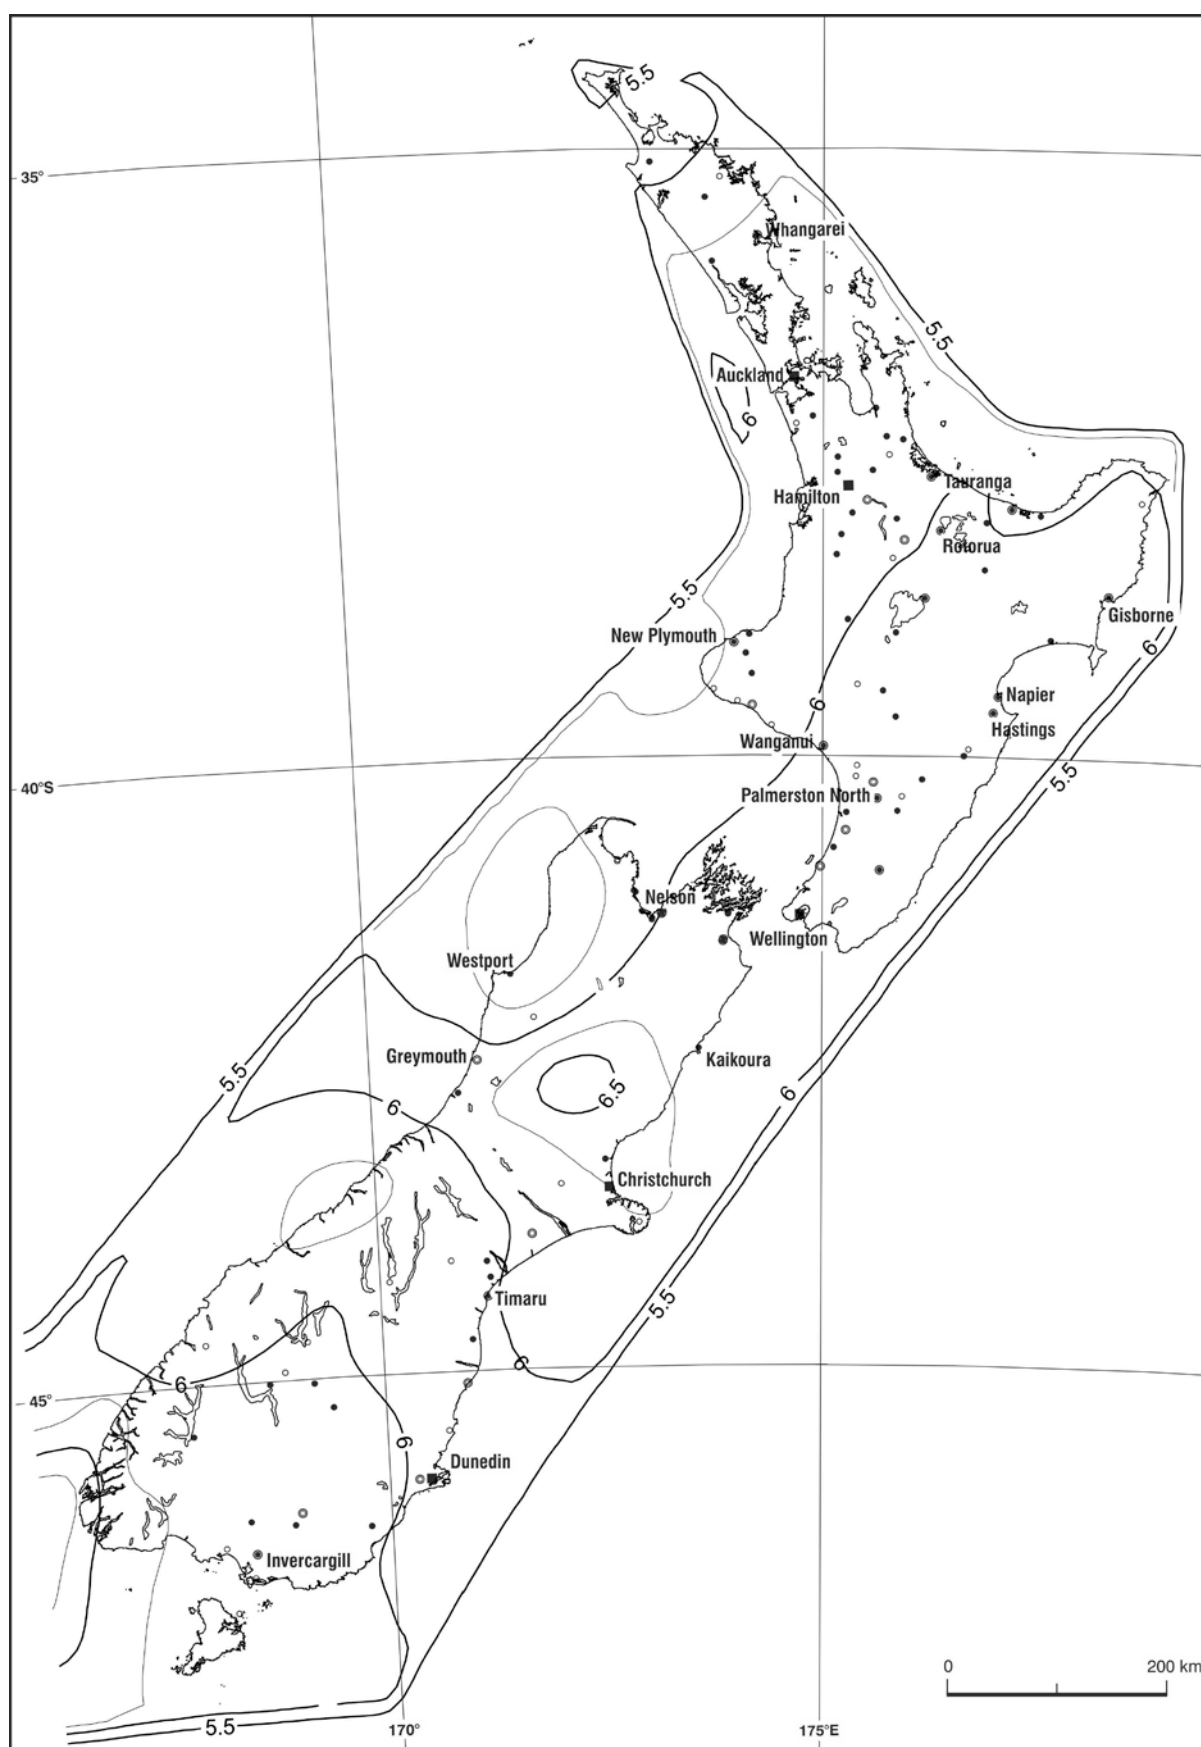 5.5
35°
Whangarei
5.5
Auckland
6
Tauranga
Hamilton
Rotorua
5.5
Gisborne
New Plymouth
6
Napier
6
Hastings
Wanganui
5.5
40°S
Palmerston North
Nelson
Wellington
Westport
Greymouth
Kaikoura
5.5
6.5
6
6
Christchurch
Timaru
5.5
6
6
45°
6
Dunedin
Invercargill
0 200 km
5.5
170°
175°E